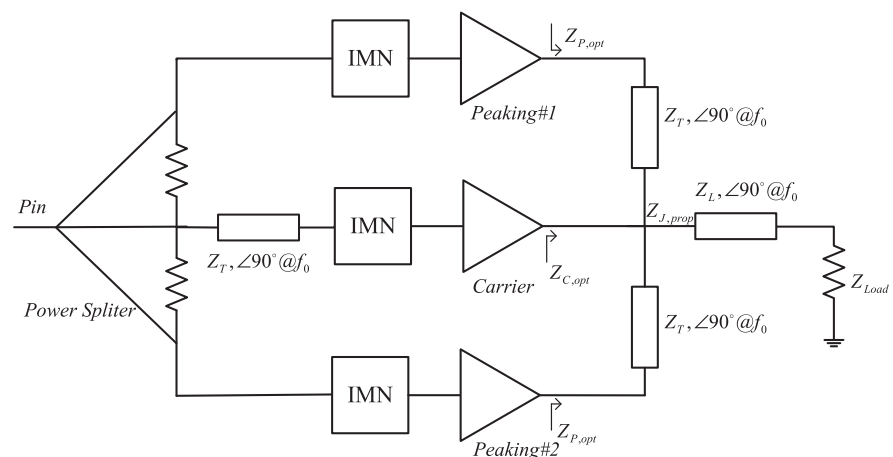 Z_{P,opt}
IMN
Peaking#1
Z_T,∠90°@f_0
Z_L,∠90°@f_0
Pin
IMN
Z_{J,prop}
Z_T,∠90°@f_0
Carrier
Z_{C,opt}
Z_{Load}
Power Spliter
Z_T,∠90°@f_0
IMN
Z_{P,opt}
Peaking#2